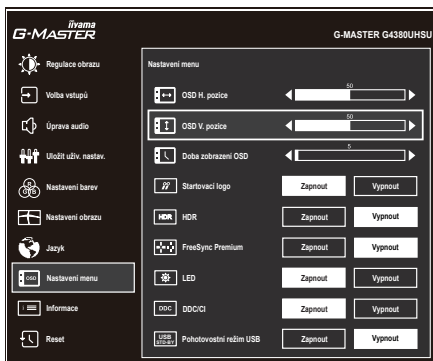 iiyama
G-MASTER
G-MASTER G4380UHSU
Regulace obrazu
Volba vstupů
Úprava audio
Uložit uživ. nastav.
Nastavení barev
Nastavení obrazu
Jazyk
OSD Nastavení menu
Informace
Reset
Nastavení menu
OSD H. pozice 50
OSD V. pozice 50
Doba zobrazení OSD 5
Startovací logo Zapnout Vypnout
HDR HDR Zapnout Vypnout
FreeSync Premium Zapnout Vypnout
LED Zapnout Vypnout
DDC DDC/CI Zapnout Vypnout
USB STD-BY Pohotovostní režim USB Zapnout Vypnout